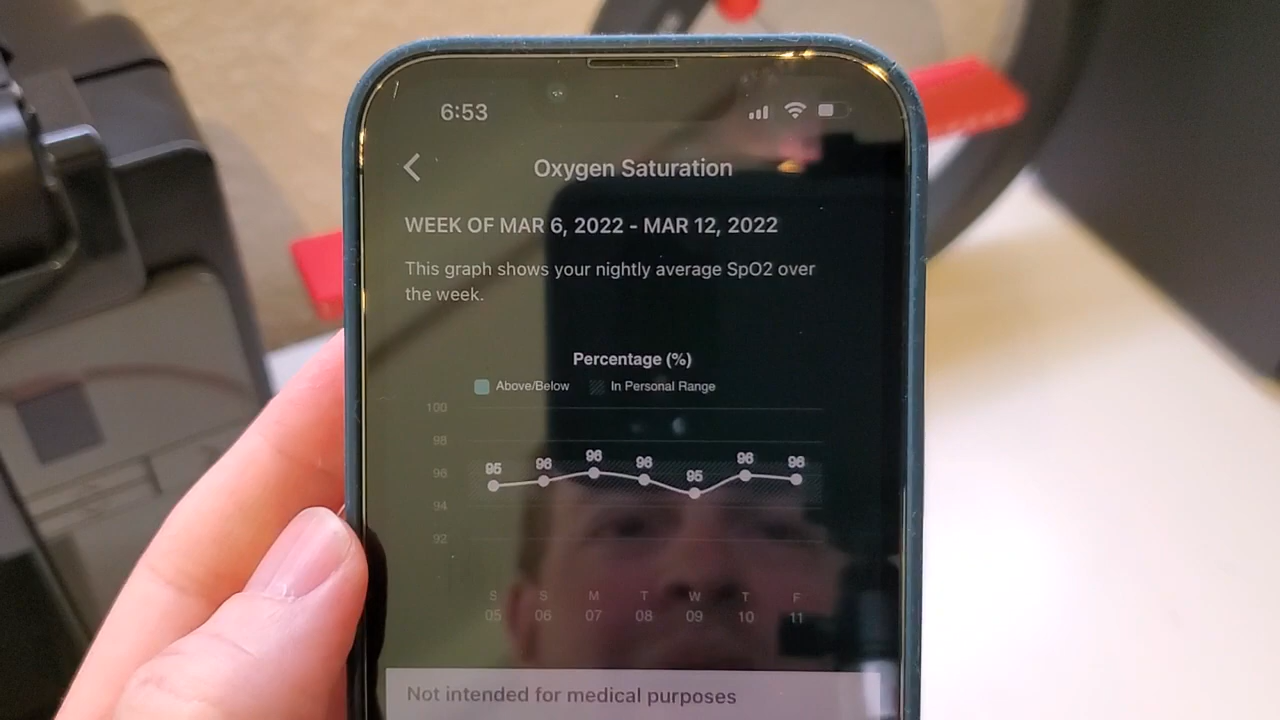 6:53
Oxygen Saturation
WEEK OF MAR 6, 2022 - MAR 12, 2022
This graph shows your nightly average SpO2 over
the week.
Percentage (%)
Above/Below In Personal Range
100
98
96
94
92
95 96 96 96 95 96 96
S S M T W T F
05 06 07 08 09 10 11
Not intended for medical purposes